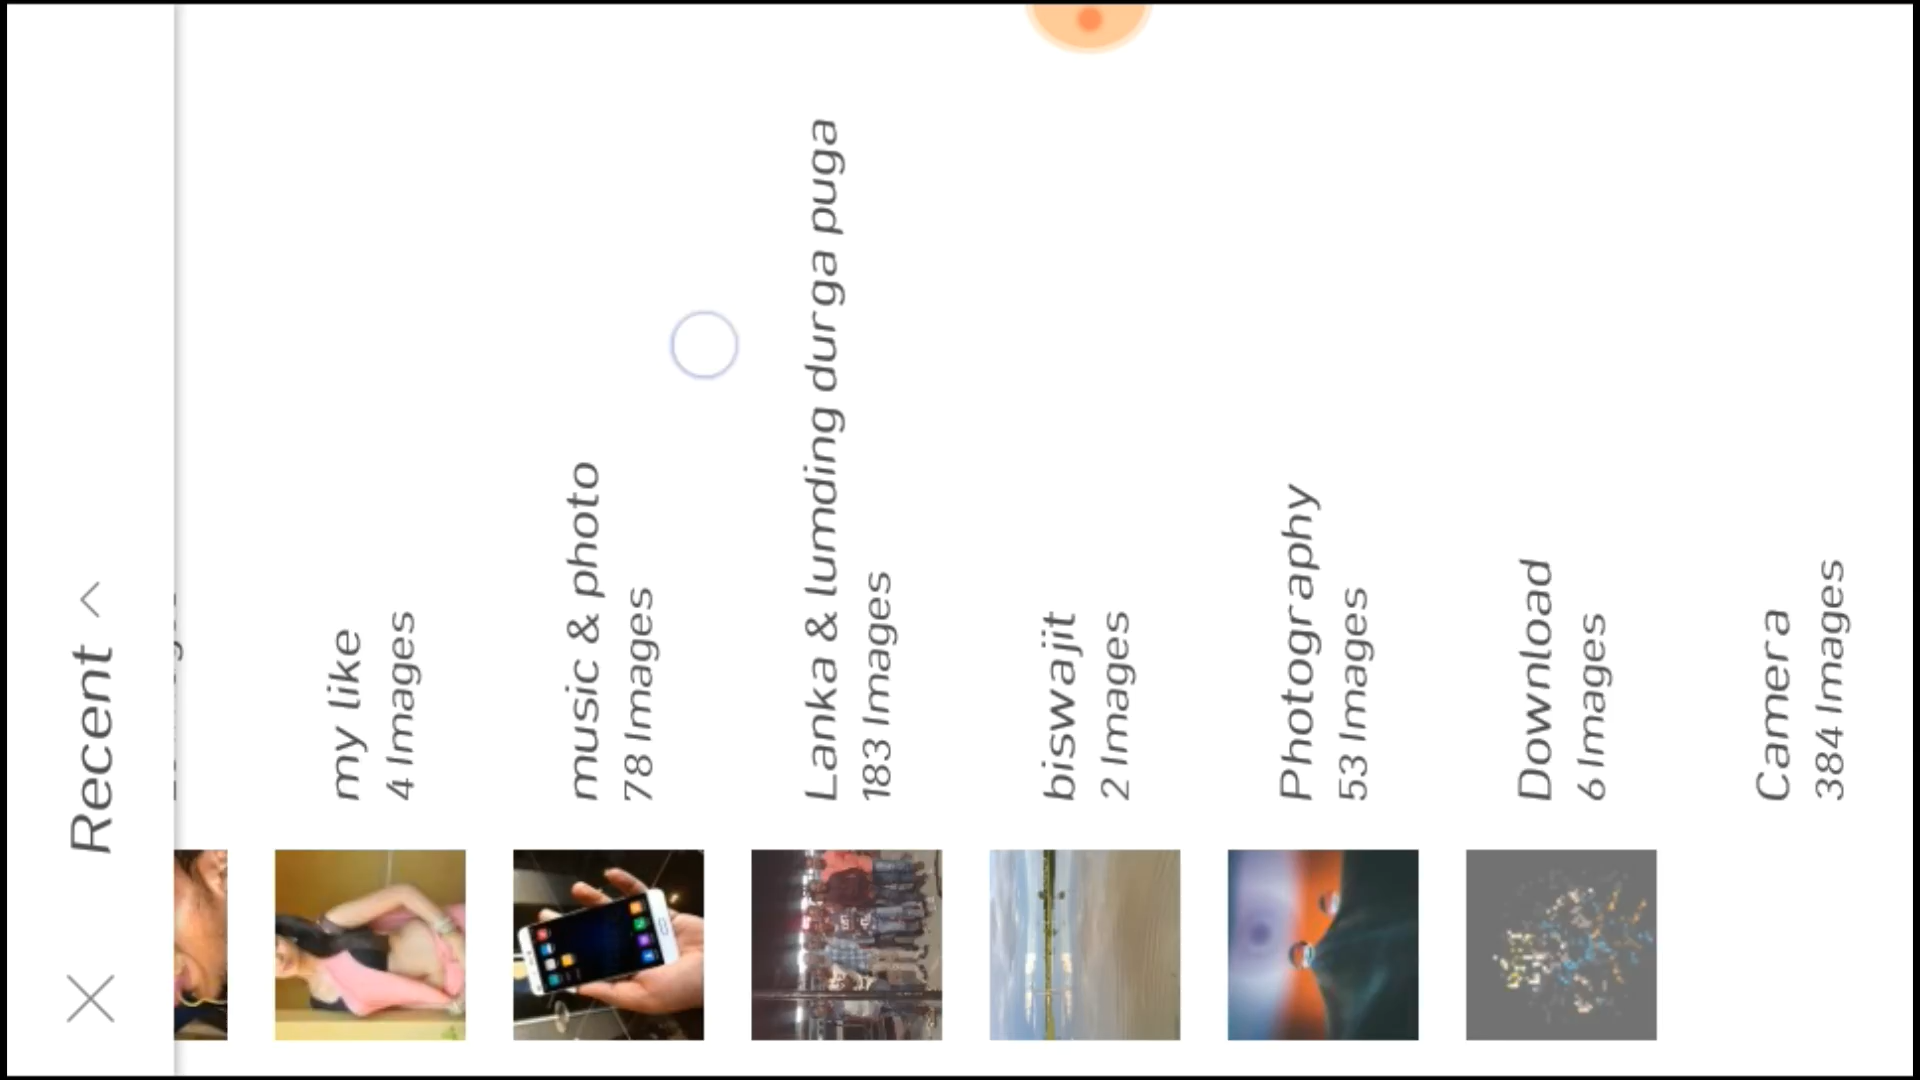 Recent
my like
4 Images
music & photo
78 Images
Lanka & lumding durga puga
183 Images
biswajit
2 Images
Photography
53 Images
Download
6 Images
Camera
384 Images